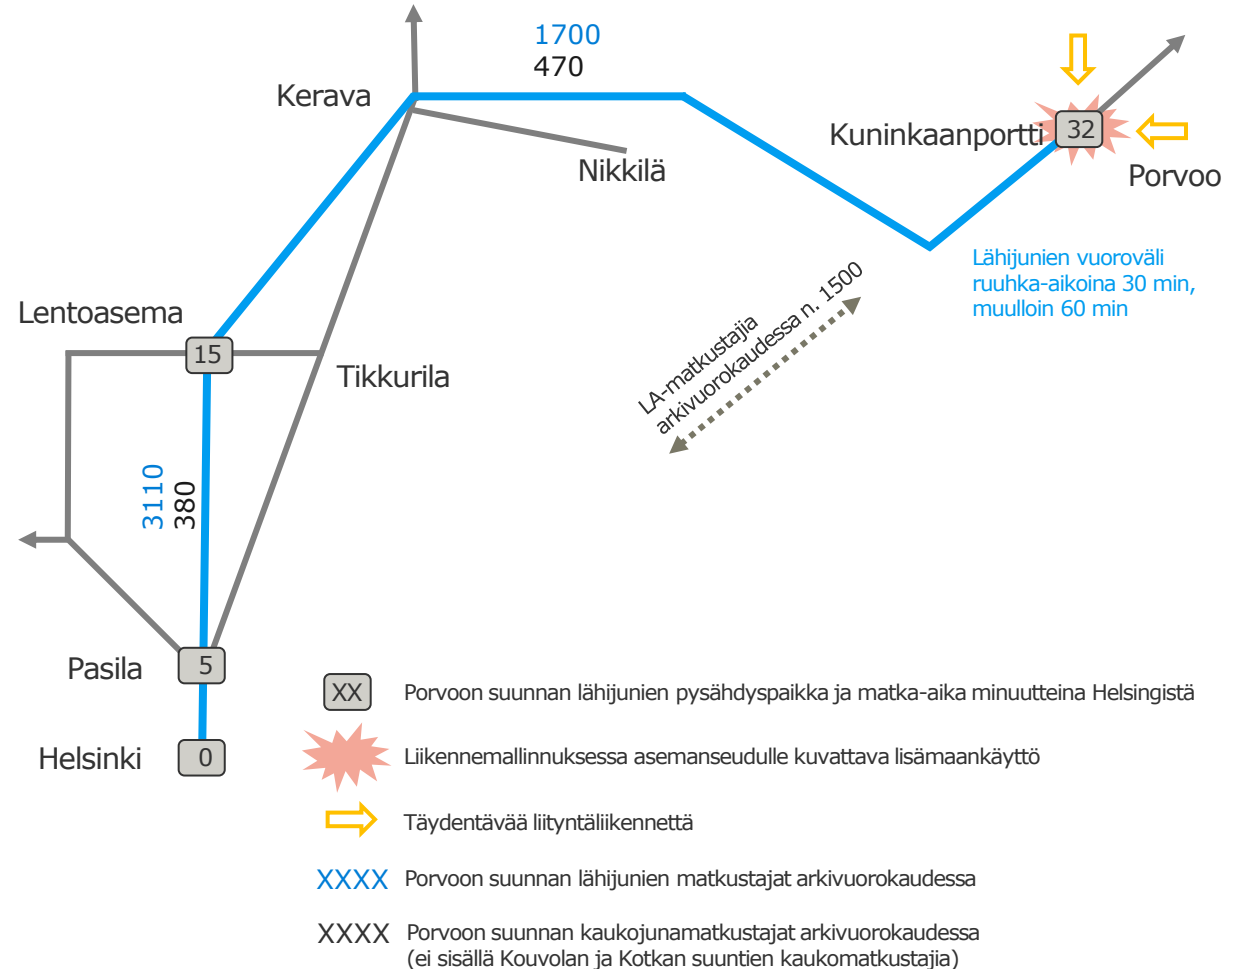 1700
470
Kerava
Kuninkaanportti
32
Nikkilä
Porvoo
Lähijunien vuoroväli
ruuhka-aikoina 30 min,
muulloin 60 min
LA-matkustajia
arkivuorokaudessa n. 1500
Lentoasema
15
Tikkurila
3110
380
Pasila
5
Helsinki
0
XX Porvoon suunnan lähijunien pysähdyspaikka ja matka-aika minuutteina Helsingistä
Liikennemallinnuksessa asemanseudulle kuvattava lisämaankäyttö
Täydentävää liityntäliikennettä
XXXX Porvoon suunnan lähijunien matkustajat arkivuorokaudessa
XXXX Porvoon suunnan kaukojunamatkustajat arkivuorokaudessa
(ei sisällä Kouvolan ja Kotkan suuntien kaukomatkustajia)